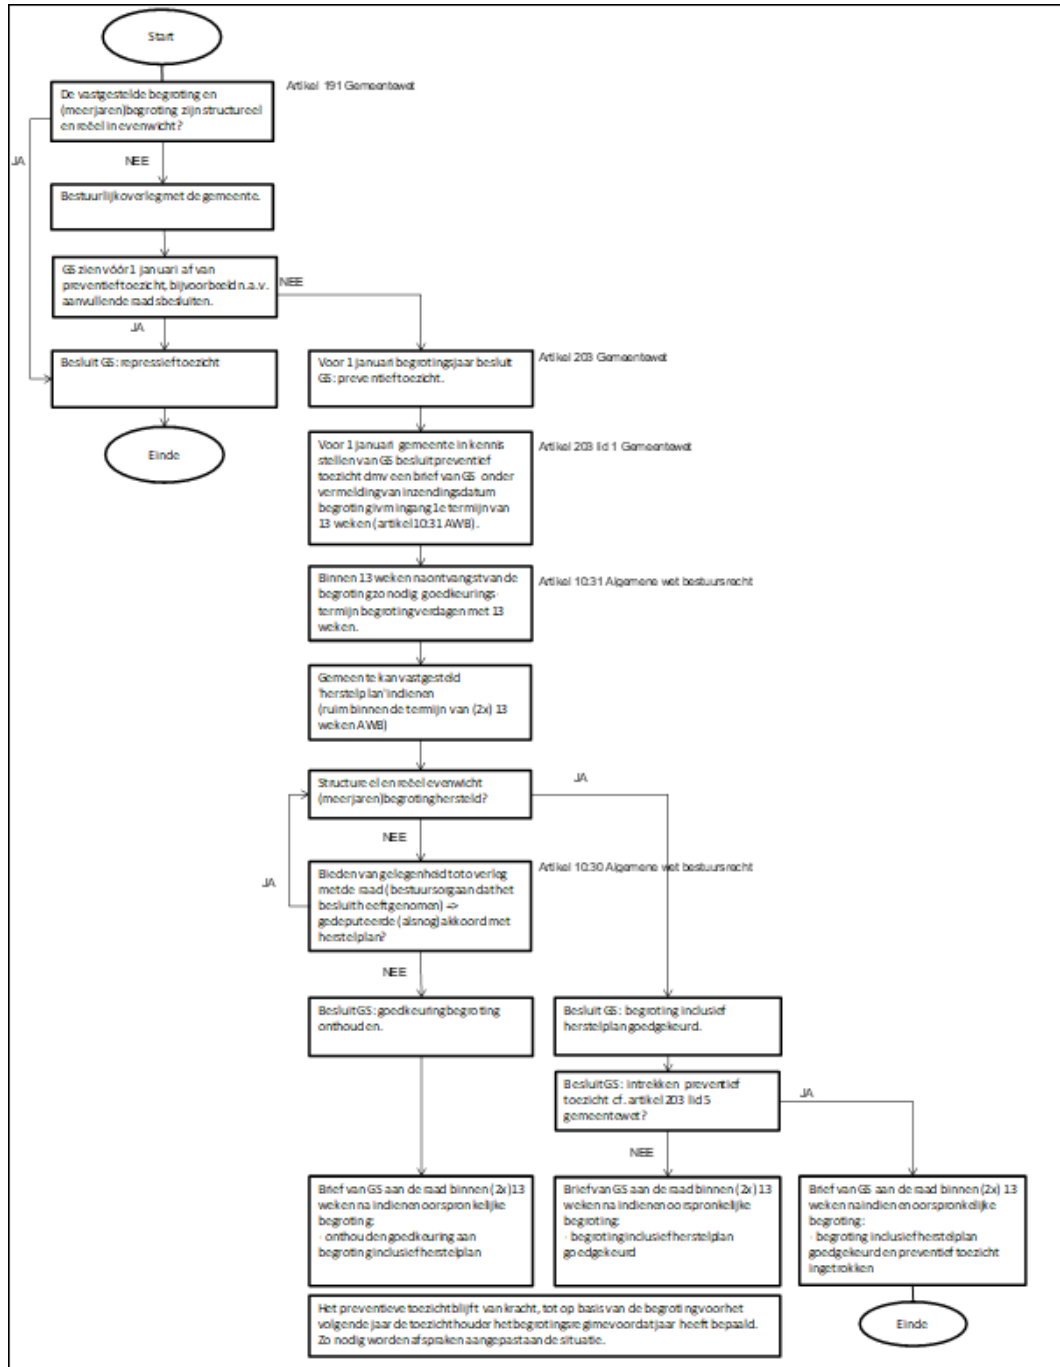 Start
De vastgestelde begroting en
(meerjaren)begroting zijn structureel
en reëel in evenwicht?
Artikel 191 Gemeentewet
JA
NEE
Bestuurlijk overleg met de gemeente.
GS zien vóór 1 januari af van
preventief toezicht, bijvoorbeeld n.a.v.
aanvullende raadsbesluiten.
NEE
JA
Besluit GS: repressief toezicht
Einde
Voor 1 januari begrotingsjaar besluit
GS: preventief toezicht.
Artikel 203 Gemeentewet
Voor 1 januari gemeente in kennis
stellen van GS besluit preventief
toezicht dmv een brief van GS onder
vermelding van inzendingsdatum
begroting ivm ingang 1e termijn van
13 weken (artikel 10:31 AWB).
Artikel 203 lid 1 Gemeentewet
Binnen 13 weken na ontvangst van de
begroting zo nodig goedkeurings-
termijn begroting verdagen met 13
weken.
Artikel 10:31 Algemene wet bestuursrecht
Gemeente kan vastgesteld
'herstelplan' indienen
(ruim binnen de termijn van (2x) 13
weken AWB)
Structureel en reëel evenwicht
(meerjaren)begroting hersteld?
JA
NEE
Bieden van gelegenheid tot overleg
met de raad (bestuursorgaan dat het
besluit heeft genomen) =>
gedeputeerde (alsnog) akkoord met
herstelplan?
Artikel 10:30 Algemene wet bestuursrecht
JA
NEE
Besluit GS: goedkeuring begroting
onthouden.
Besluit GS: begroting inclusief
herstelplan goedgekeurd.
Besluit GS: intrekken preventief
toezicht cf. artikel 203 lid 5
gemeentewet?
JA
NEE
Brief van GS aan de raad binnen (2x) 13
weken na indienen oorspronkelijke
begroting:
· onthouden goedkeuring aan
begroting inclusief herstelplan
Brief van GS aan de raad binnen (2x) 13
weken na indienen oorspronkelijke
begroting:
· begroting inclusief herstelplan
goedgekeurd
Brief van GS aan de raad binnen (2x) 13
weken na indienen oorspronkelijke
begroting:
· begroting inclusief herstelplan
goedgekeurd en preventief toezicht
ingetrokken
Het preventieve toezicht blijft van kracht, tot op basis van de begroting voor het
volgende jaar de toezichthouder het begrotingsregime voor dat jaar heeft bepaald.
Zo nodig worden afspraken aangepast aan de situatie.
Einde